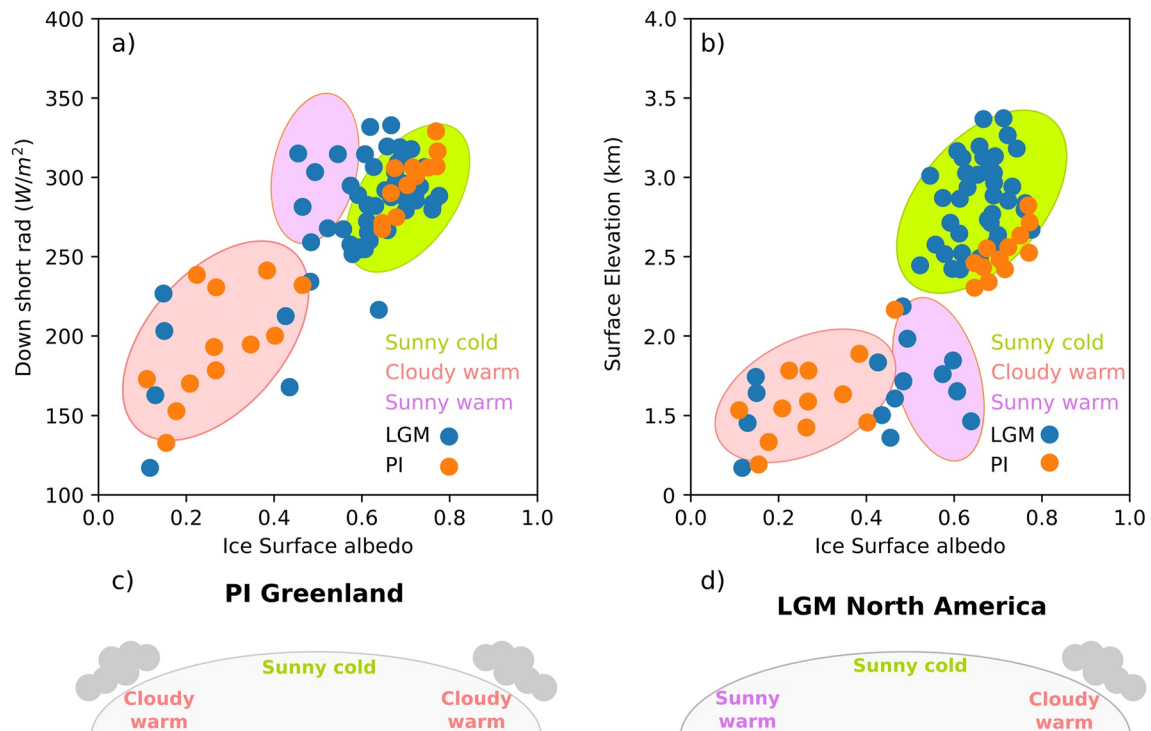 a)
400
350
300
250
200
150
100
Down short rad (W/m²)
0.0 0.2 0.4 0.6 0.8 1.0
Ice Surface albedo
Sunny cold
Cloudy warm
Sunny warm
LGM
PI
b)
4.0
3.5
3.0
2.5
2.0
1.5
0
Surface Elevation (km)
0.0 0.2 0.4 0.6 0.8 1.0
Ice Surface albedo
Sunny cold
Cloudy warm
Sunny warm
LGM
PI
c)
PI Greenland
Sunny cold
Cloudy
warm
Cloudy
warm
d)
LGM North America
Sunny cold
Sunny
warm
Cloudy
warm